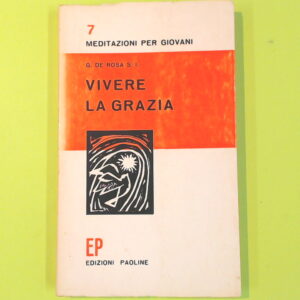 7
MEDITAZIONI PER GIOVANI
G. DE ROSA S. I.
VIVERE
LA GRAZIA
EP
EDIZIONI PAOLINE